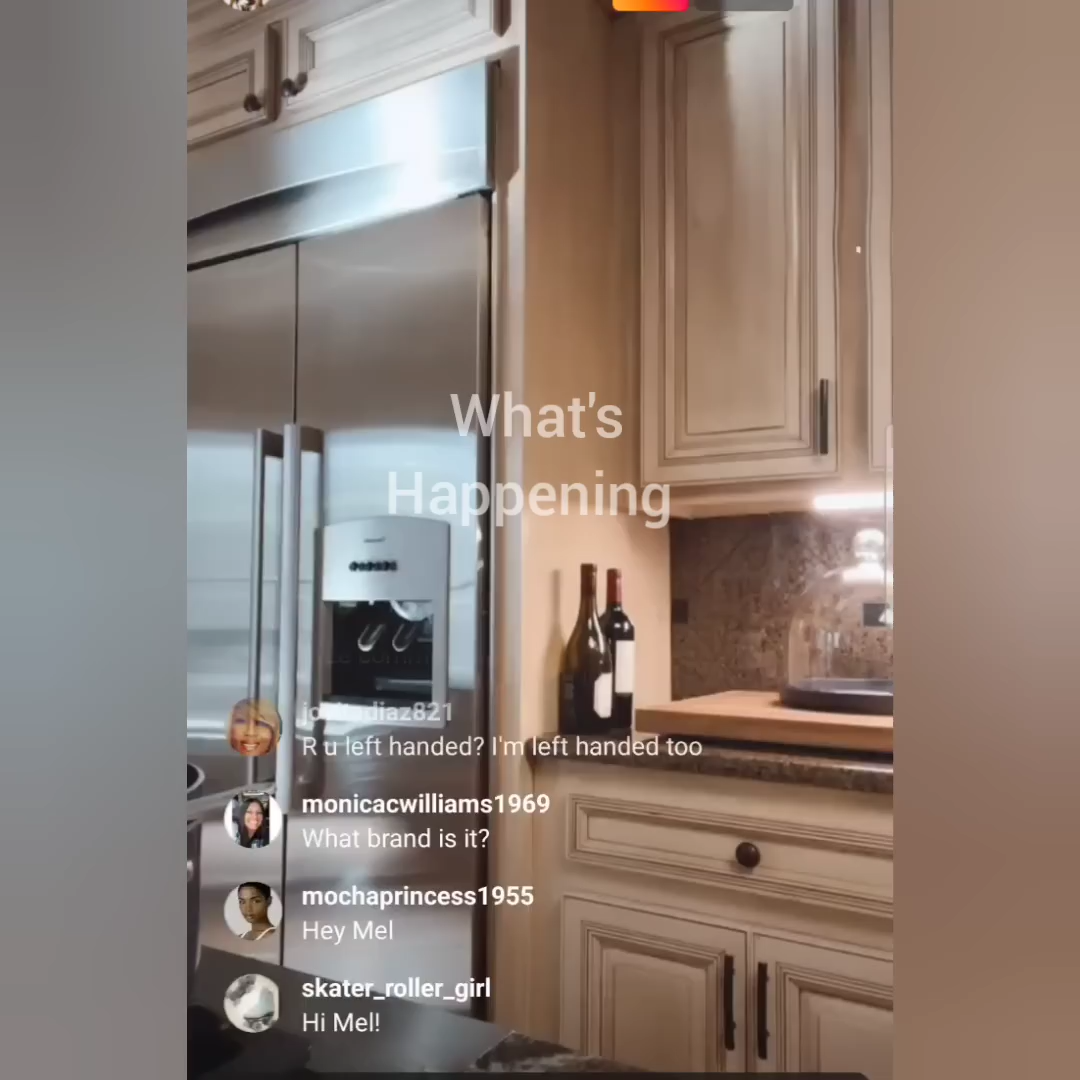 What's
Happening
R u left handed? I'm left handed too
monicacwilliams1969
What brand is it?
mochaprincess1955
Hey Mel
skater_roller_girl
Hi Mel!